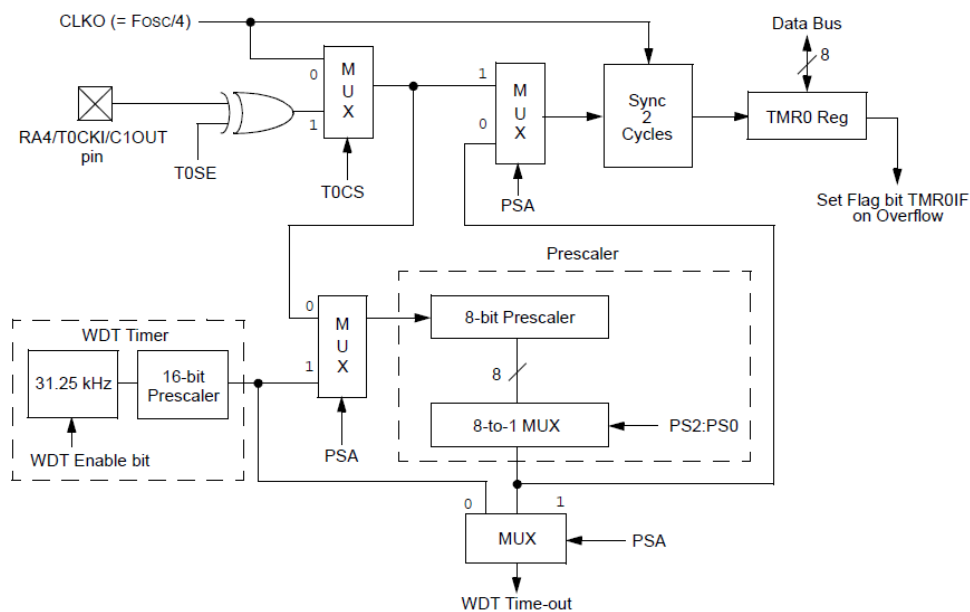 CLKO (= FOSC/4)
Data Bus
8
0
M
U
X
1
1
M
U
X
0
Sync
2
Cycles
TMR0 Reg
RA4/T0CKI/C1OUT
pin
T0SE
T0CS
PSA
Set Flag bit TMR0IF
on Overflow
Prescaler
0
M
U
X
1
8-bit Prescaler
WDT Timer
31.25 kHz
16-bit
Prescaler
8
8-to-1 MUX
PS2:PS0
WDT Enable bit
PSA
0
1
MUX
PSA
WDT Time-out